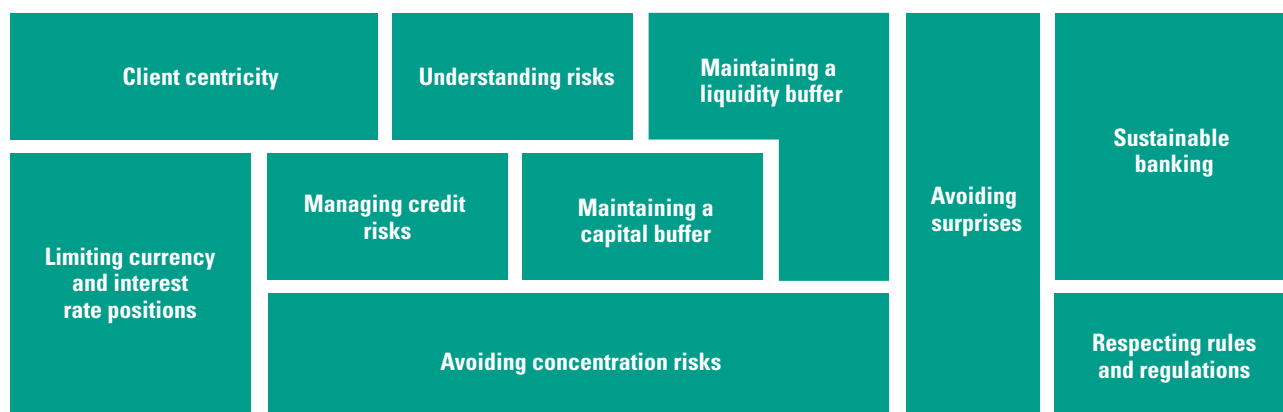 Client centricity
Understanding risks
Maintaining a
liquidity buffer
Avoiding
surprises
Sustainable
banking
Limiting currency
and interest
rate positions
Managing credit
risks
Maintaining a
capital buffer
Avoiding concentration risks
Respecting rules
and regulations